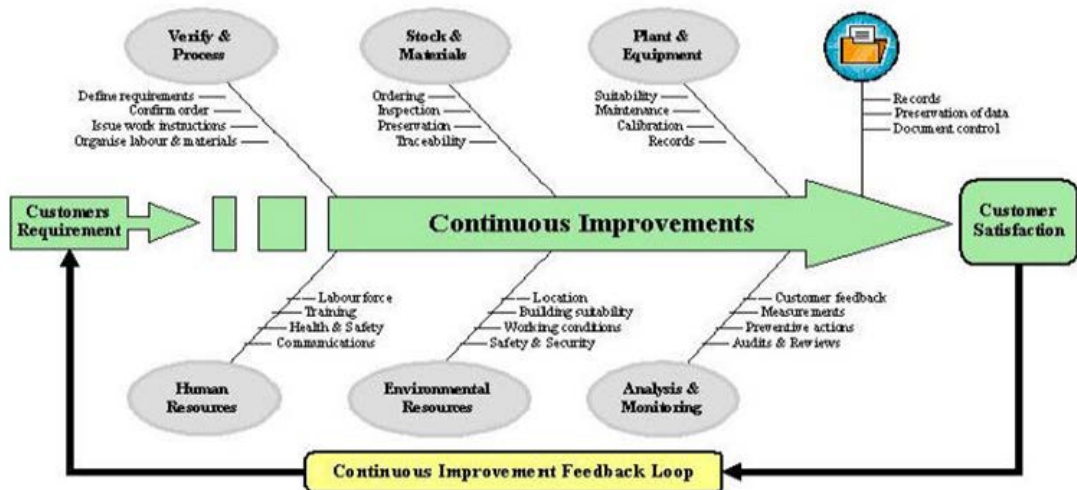 Verify &
Process
Stock &
Materials
Plant &
Equipment
Define requirements
Confirm order
Issue work instructions
Organise labour & materials
Ordering
Inspection
Preservation
Traceability
Suitability
Maintenance
Calibration
Records
Records
Preservation of data
Document control
Customers
Requirement
Continuous Improvements
Customer
Satisfaction
Labour force
Training
Health & Safety
Communications
Location
Building suitability
Working conditions
Safety & Security
Customer feedback
Measurements
Preventive actions
Audits & Reviews
Human
Resources
Environmental
Resources
Analysis &
Monitoring
Continuous Improvement Feedback Loop